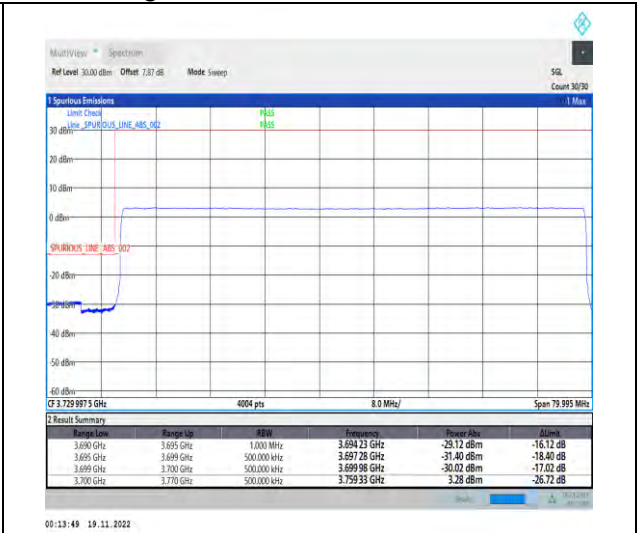 MultiView Spectrum
Ref Level 30.00 dBm Offset 7.87 dB Mode Sweep SGL
Count 30/30
1 Spurious Emissions 1 Max
Limit Check PASS
Line _SPURIOUS_LINE_ABS_002 PASS
30 dBm
20 dBm
10 dBm
0 dBm
_SPURIOUS_LINE_ABS_002
-20 dBm
-30 dBm
-40 dBm
-50 dBm
-60 dBm
CF 3.729 997 5 GHz 4004 pts 8.0 MHz/ Span 79.995 MHz
2 Result Summary
Range Low Range Up RBW Frequency Power Abs ΔLimit
3.690 GHz 3.695 GHz 1.000 MHz 3.694 23 GHz -29.12 dBm -16.12 dB
3.695 GHz 3.699 GHz 500.000 kHz 3.697 28 GHz -31.40 dBm -18.40 dB
3.699 GHz 3.700 GHz 500.000 kHz 3.699 98 GHz -30.02 dBm -17.02 dB
3.700 GHz 3.770 GHz 500.000 kHz 3.759 33 GHz 3.28 dBm -26.72 dB
00:13:49 19.11.2022